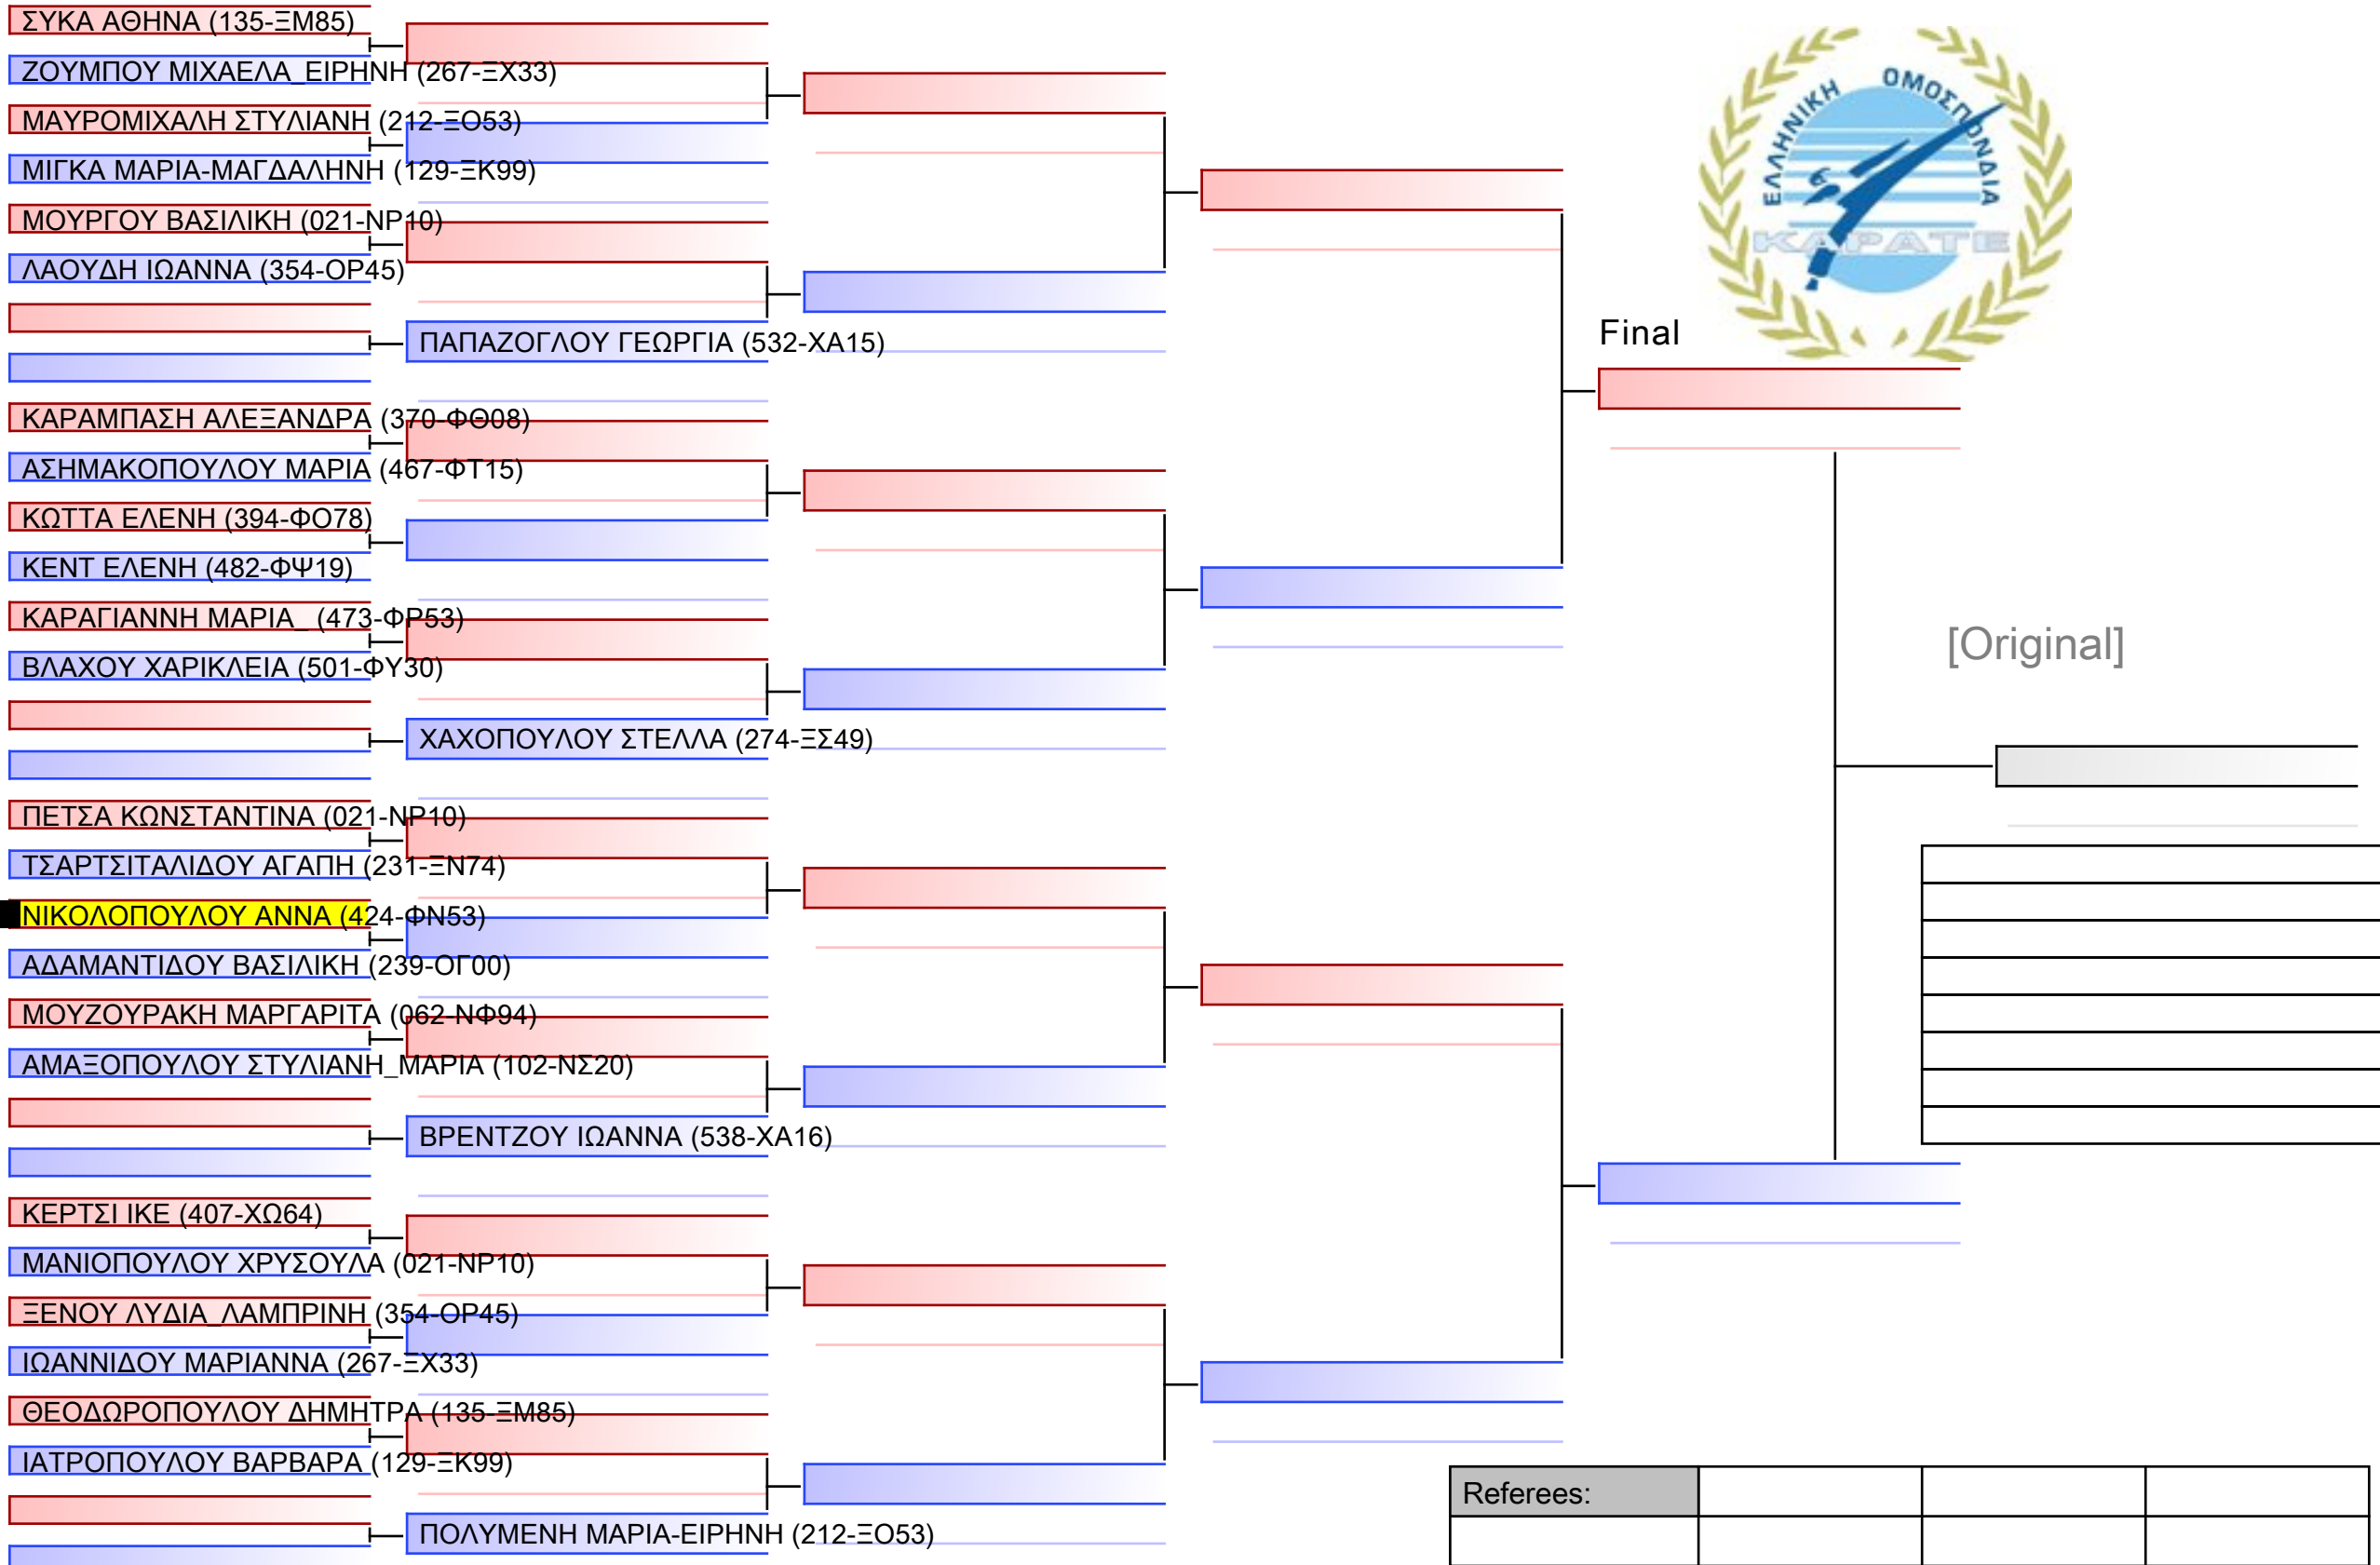 ΣΥΚΑ ΑΘΗΝΑ (135-ΞΜ85)
ΖΟΥΜΠΟΥ ΜΙΧΑΕΛΑ_ΕΙΡΗΝΗ (267-ΞΧ33)
ΜΑΥΡΟΜΙΧΑΛΗ ΣΤΥΛΙΑΝΗ (212-ΞΟ53)
ΜΙΓΚΑ ΜΑΡΙΑ-ΜΑΓΔΑΛΗΝΗ (129-ΞΚ99)
ΜΟΥΡΓΟΥ ΒΑΣΙΛΙΚΗ (021-ΝΡ10)
ΛΑΟΥΔΗ ΙΩΑΝΝΑ (354-ΟΡ45)
ΠΑΠΑΖΟΓΛΟΥ ΓΕΩΡΓΙΑ (532-ΧΑ15)
ΚΑΡΑΜΠΑΣΗ ΑΛΕΞΑΝΔΡΑ (370-ΦΘ08)
ΑΣΗΜΑΚΟΠΟΥΛΟΥ ΜΑΡΙΑ (467-ΦΤ15)
ΚΩΤΤΑ ΕΛΕΝΗ (394-ΦΟ78)
ΚΕΝΤ ΕΛΕΝΗ (482-ΦΨ19)
ΚΑΡΑΓΙΑΝΝΗ ΜΑΡΙΑ_ (473-ΦΡ53)
ΒΛΑΧΟΥ ΧΑΡΙΚΛΕΙΑ (501-ΦΥ30)
ΧΑΧΟΠΟΥΛΟΥ ΣΤΕΛΛΑ (274-ΞΣ49)
ΠΕΤΣΑ ΚΩΝΣΤΑΝΤΙΝΑ (021-ΝΡ10)
ΤΣΑΡΤΣΙΤΑΛΙΔΟΥ ΑΓΑΠΗ (231-ΞΝ74)
ΝΙΚΟΛΟΠΟΥΛΟΥ ΑΝΝΑ (424-ΦΝ53)
ΑΔΑΜΑΝΤΙΔΟΥ ΒΑΣΙΛΙΚΗ (239-ΟΓ00)
ΜΟΥΖΟΥΡΑΚΗ ΜΑΡΓΑΡΙΤΑ (062-ΝΦ94)
ΑΜΑΞΟΠΟΥΛΟΥ ΣΤΥΛΙΑΝΗ_ΜΑΡΙΑ (102-ΝΣ20)
ΒΡΕΝΤΖΟΥ ΙΩΑΝΝΑ (538-ΧΑ16)
ΚΕΡΤΣΙ ΙΚΕ (407-ΧΩ64)
ΜΑΝΙΟΠΟΥΛΟΥ ΧΡΥΣΟΥΛΑ (021-ΝΡ10)
ΞΕΝΟΥ ΛΥΔΙΑ_ΛΑΜΠΡΙΝΗ (354-ΟΡ45)
ΙΩΑΝΝΙΔΟΥ ΜΑΡΙΑΝΝΑ (267-ΞΧ33)
ΘΕΟΔΩΡΟΠΟΥΛΟΥ ΔΗΜΗΤΡΑ (135-ΞΜ85)
ΙΑΤΡΟΠΟΥΛΟΥ ΒΑΡΒΑΡΑ (129-ΞΚ99)
ΠΟΛΥΜΕΝΗ ΜΑΡΙΑ-ΕΙΡΗΝΗ (212-ΞΟ53)
ΕΛΛΗΝΙΚΗ ΟΜΟΣΠΟΝΔΙΑ
ΚΑΡΑΤΕ
Final
[Original]
Referees: